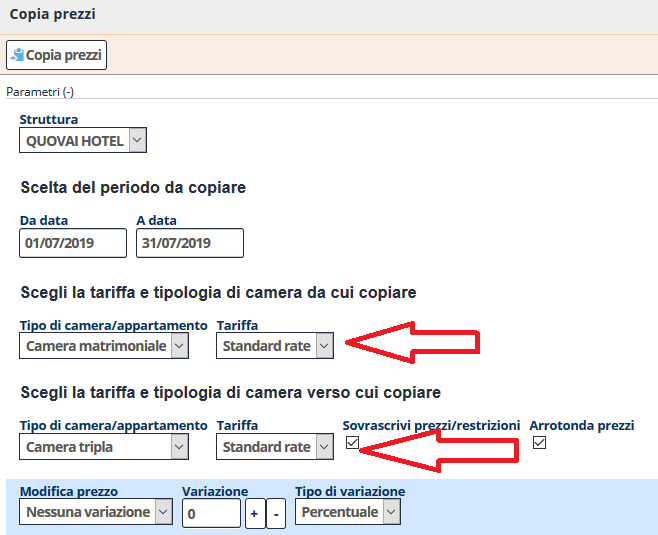 Copia prezzi
Copia prezzi
Parametri (-)
Struttura
QUOVAI HOTEL
Scelta del periodo da copiare
Da data A data
01/07/2019 31/07/2019
Scegli la tariffa e tipologia di camera da cui copiare
Tipo di camera/appartamento Tariffa
Camera matrimoniale Standard rate
Scegli la tariffa e tipologia di camera verso cui copiare
Tipo di camera/appartamento Tariffa Sovrascrivi prezzi/restrizioni Arrotonda prezzi
Camera tripla Standard rate
Modifica prezzo Variazione Tipo di variazione
Nessuna variazione 0 + - Percentuale